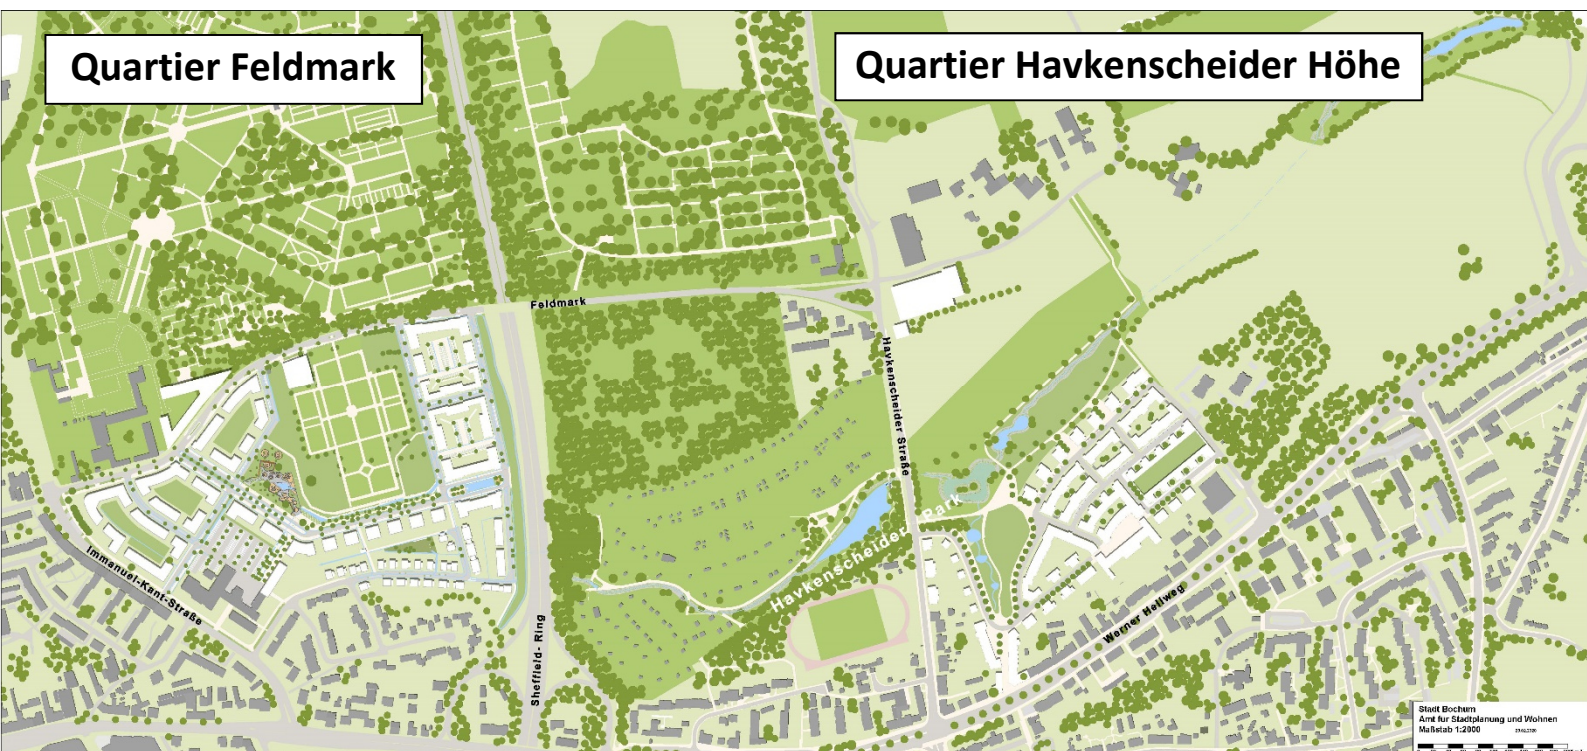 Quartier Feldmark
Quartier Havkenscheider Höhe
Feldmark
Havkenscheider Straße
Havkenscheider Park
Immanuel-Kant-Straße
Sheffield-Ring
Werner Hellweg
Stadt Bochum
Amt für Stadtplanung und Wohnen
Maßstab 1:2000